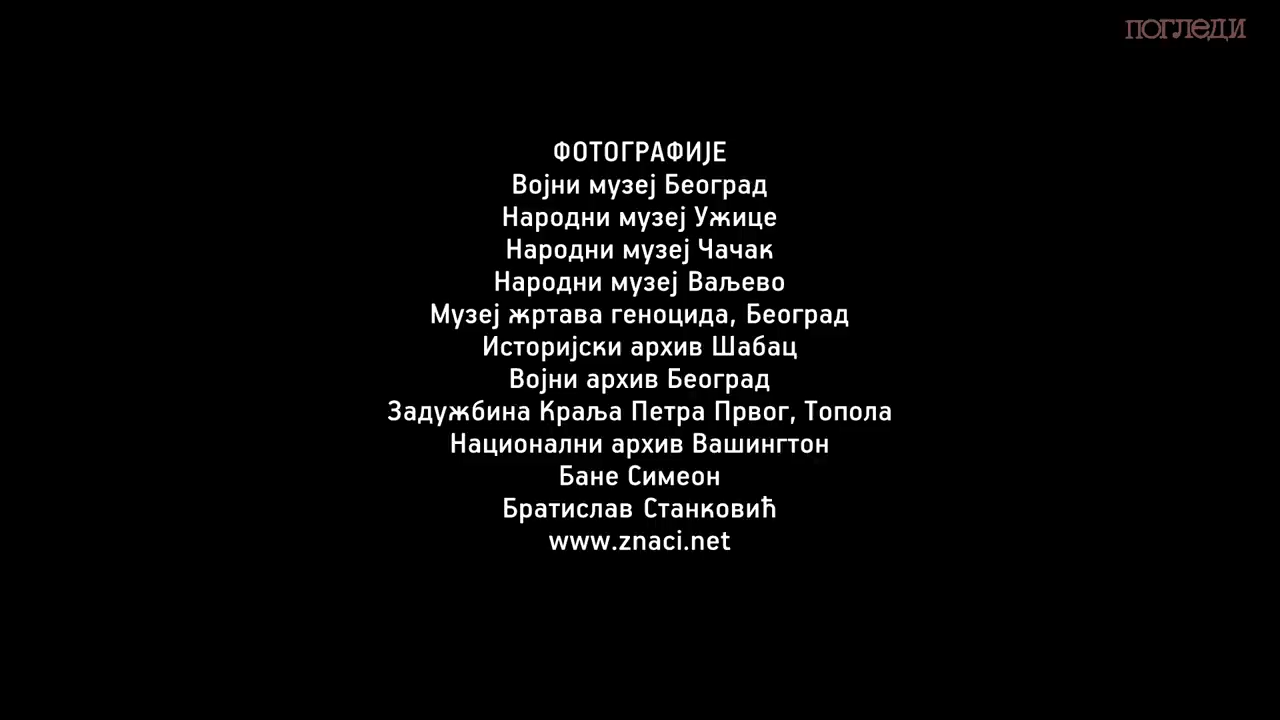 погледи
ФОТОГРАФИЈЕ
Војни музеј Београд
Народни музеј Ужице
Народни музеј Чачак
Народни музеј Ваљево
Музеј жртава геноцида, Београд
Историјски архив Шабац
Војни архив Београд
Задужбина Краља Петра Првог, Топола
Национални архив Вашингтон
Бане Симеон
Братислав Станковић
www.znaci.net